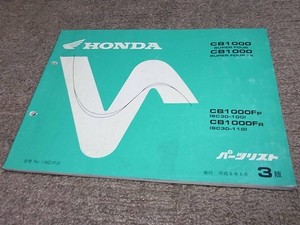 HONDA
CB1000
SUPER FOUR
CB1000
SUPER FOUR
CB1000FP
(SC30-100)
CB1000FR
(SC30-110)
パーツリスト
3版